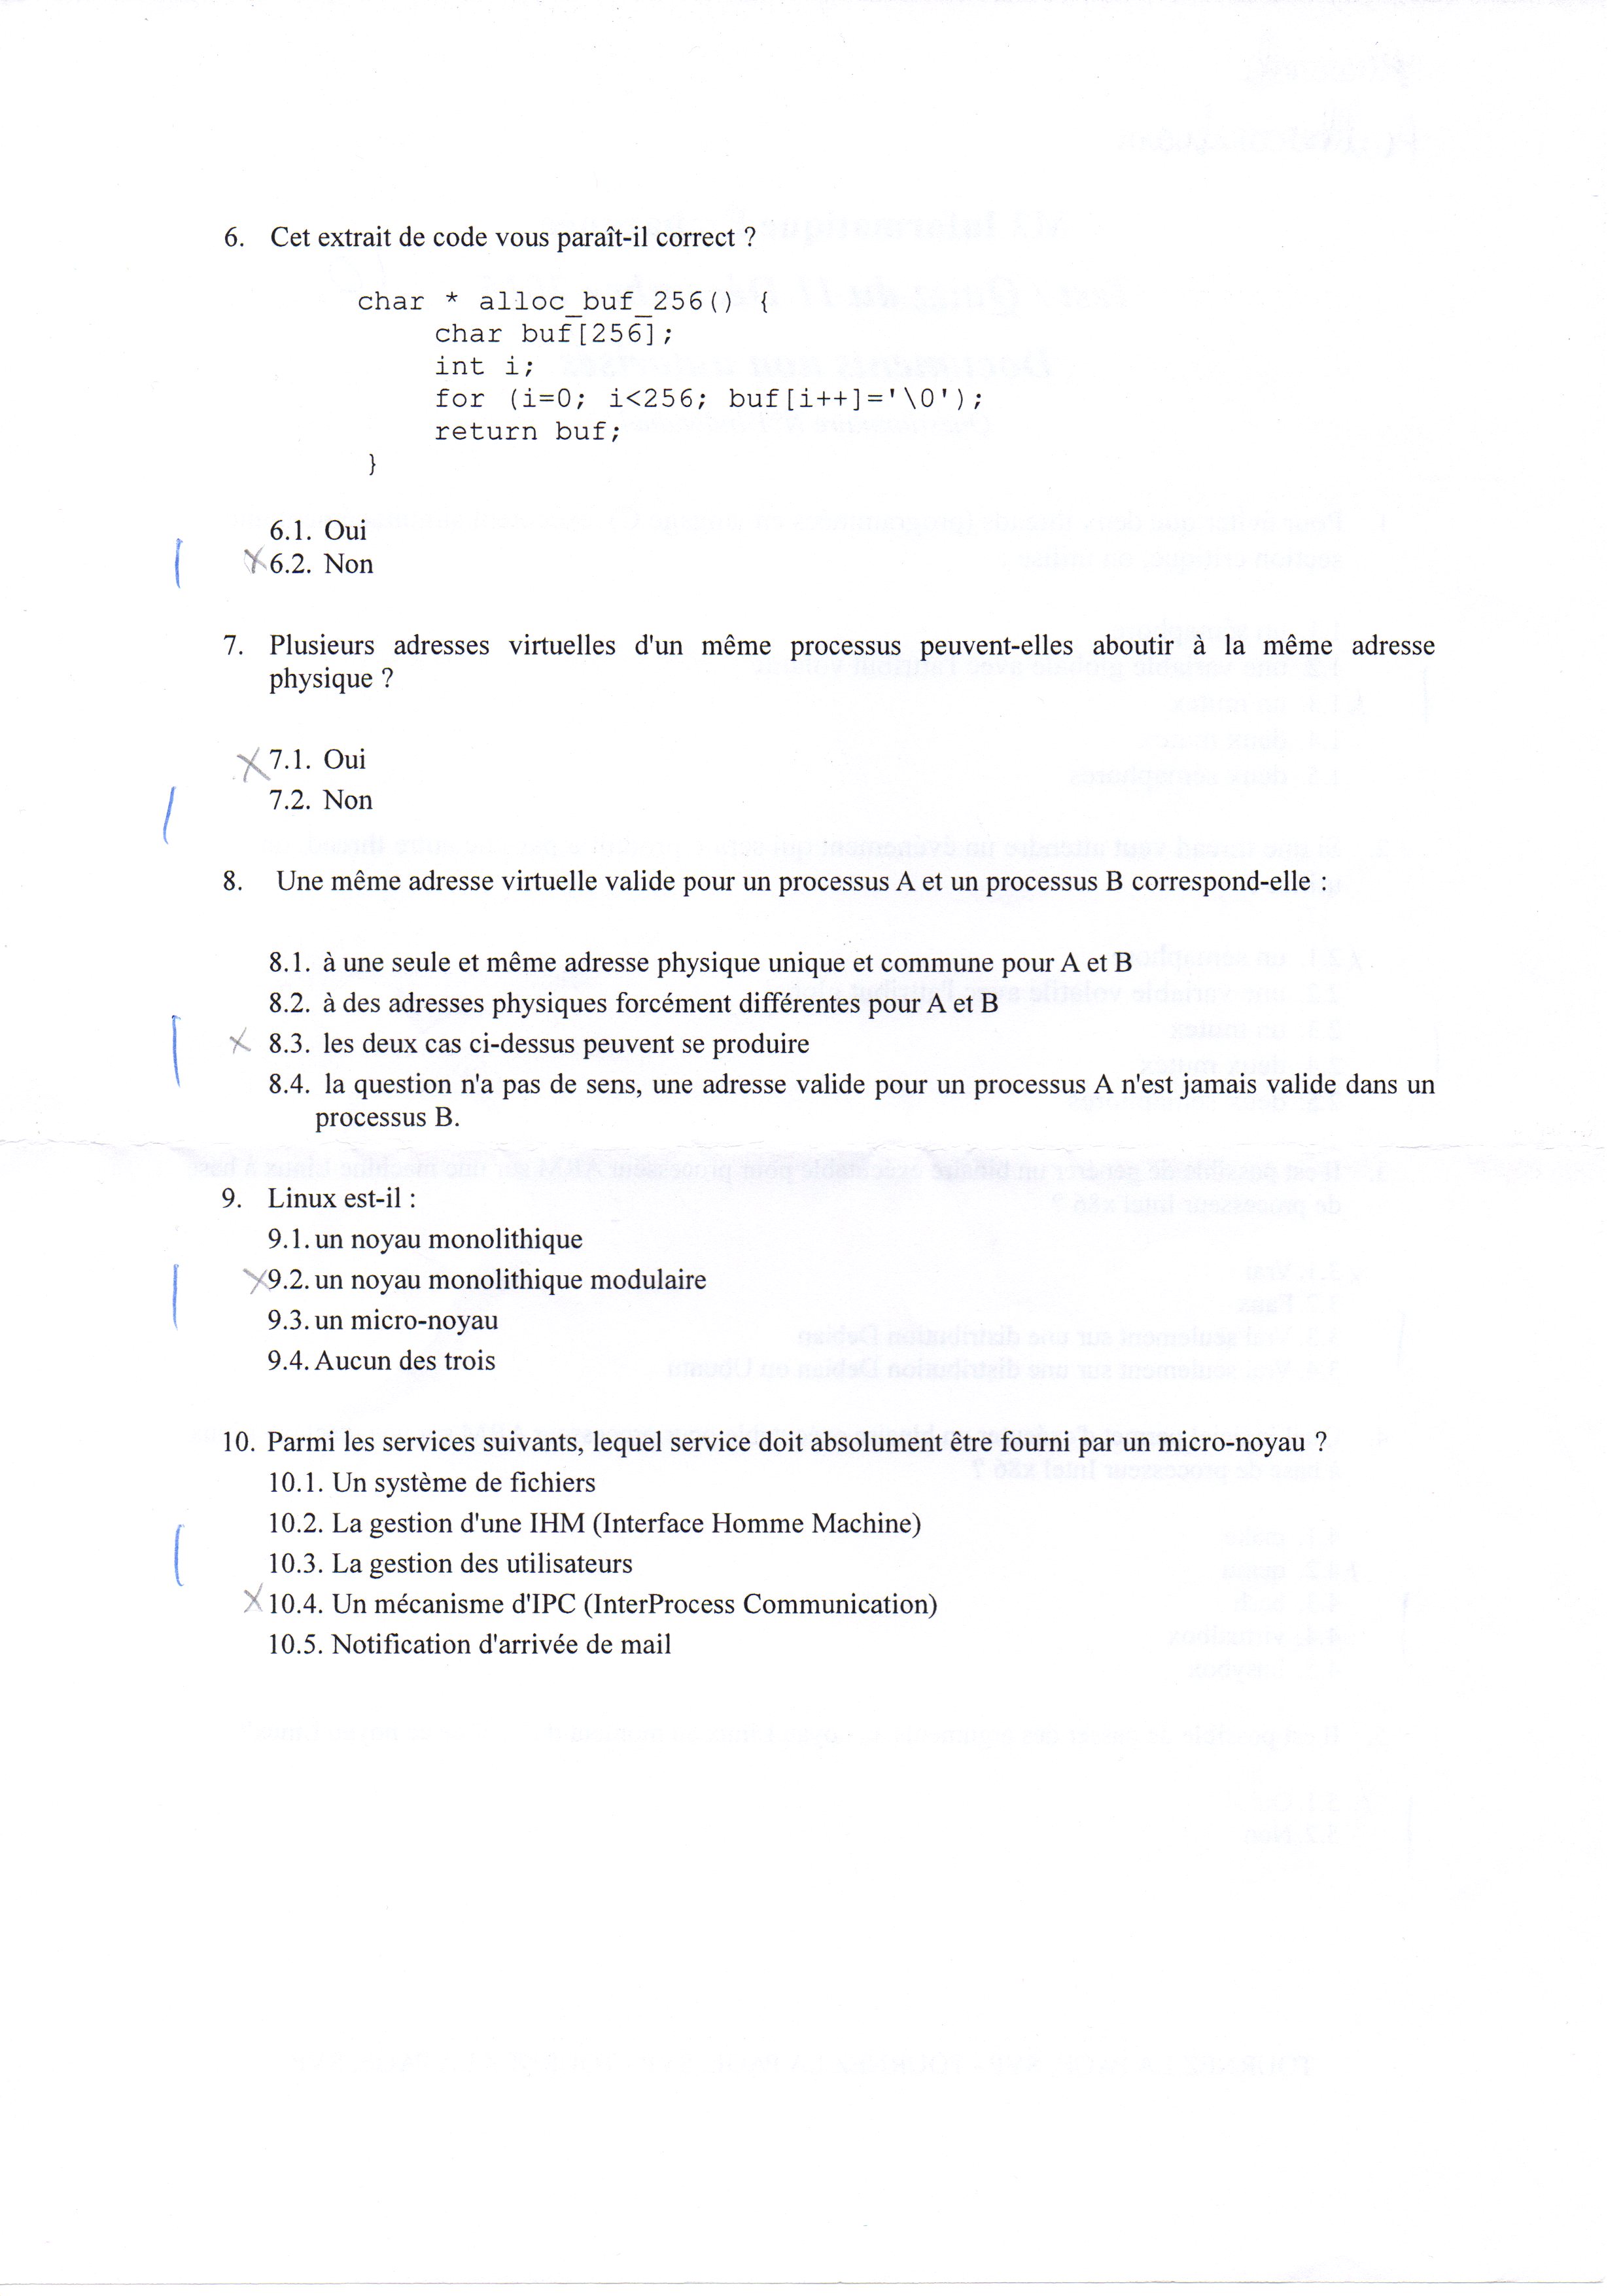 6. Cet extrait de code vous paraît-il correct ?
char * alloc_buf_256() {
char buf[256];
int i;
for (i=0; i<256; buf[i++]='\0');
return buf;
}
6.1. Oui
6.2. Non
7. Plusieurs adresses virtuelles d'un même processus peuvent-elles aboutir à la même adresse
physique ?
7.1. Oui
7.2. Non
8. Une même adresse virtuelle valide pour un processus A et un processus B correspond-elle :
8.1. à une seule et même adresse physique unique et commune pour A et B
8.2. à des adresses physiques forcément différentes pour A et B
8.3. les deux cas ci-dessus peuvent se produire
8.4. la question n'a pas de sens, une adresse valide pour un processus A n'est jamais valide dans un
processus B.
9. Linux est-il :
9.1. un noyau monolithique
9.2. un noyau monolithique modulaire
9.3. un micro-noyau
9.4. Aucun des trois
10. Parmi les services suivants, lequel service doit absolument être fourni par un micro-noyau ?
10.1. Un système de fichiers
10.2. La gestion d'une IHM (Interface Homme Machine)
10.3. La gestion des utilisateurs
10.4. Un mécanisme d'IPC (InterProcess Communication)
10.5. Notification d'arrivée de mail